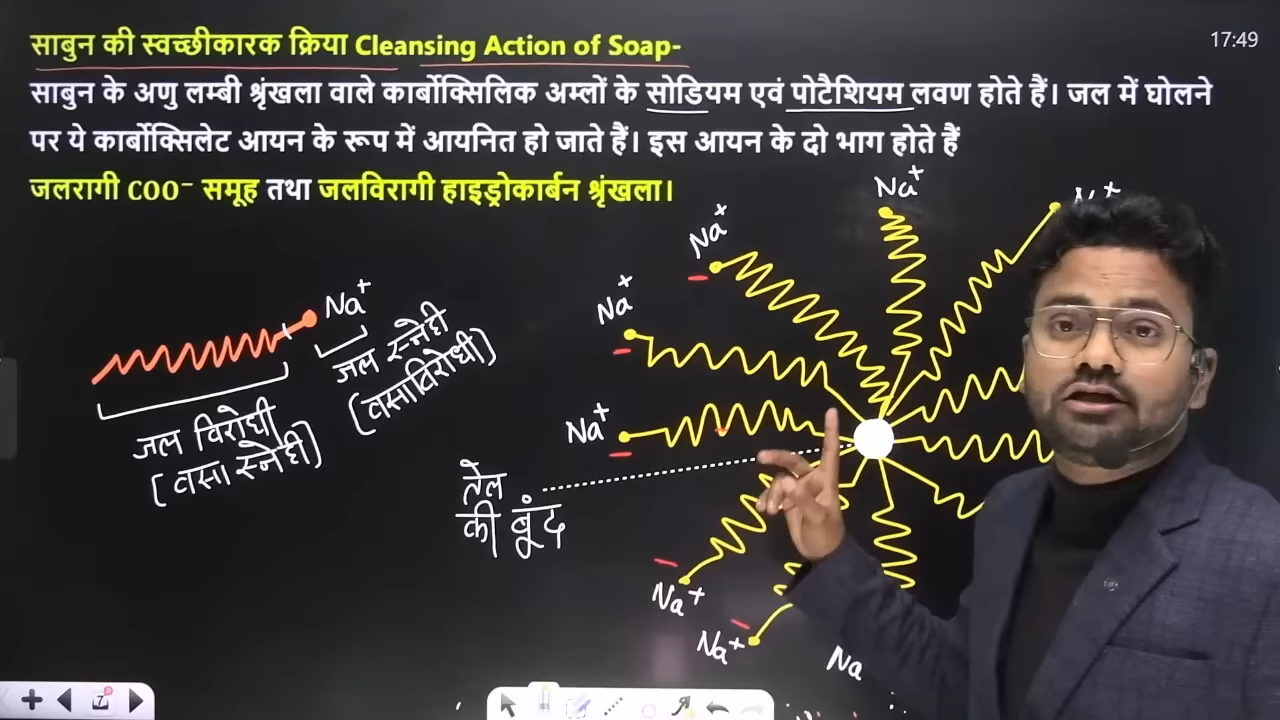 साबुन की स्वच्छीकारक क्रिया Cleansing Action of Soap-
17:49
साबुन के अणु लम्बी श्रृंखला वाले कार्बोक्सिलिक अम्लों के सोडियम एवं पोटैशियम लवण होते हैं। जल में घोलने
पर ये कार्बोक्सिलेट आयन के रूप में आयनित हो जाते हैं। इस आयन के दो भाग होते हैं
जलरागी COO⁻ समूह तथा जलविरागी हाइड्रोकार्बन श्रृंखला।
Na⁺
Na⁺
Na⁺
Na⁺
Na⁺
जल स्नेही
(वसाविरोधी)
जल विरोधी
(वसा स्नेही)
Na⁺
तेल
की बूंद
Na⁺
Na⁺
Na